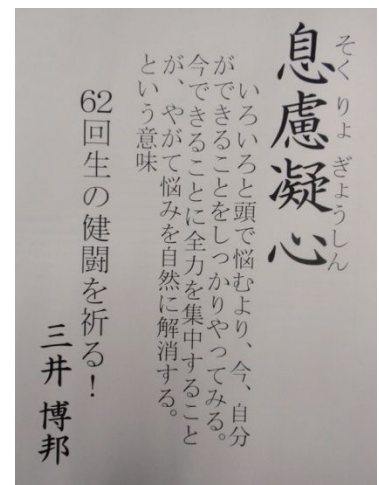 そくりょぎょうしん
息慮凝心
いろいろと頭で悩むより、今、自分
ができることをしっかりやってみる。
今できることに全力を集中すること
が、やがて悩みを自然に解消する。
という意味
62回生の健闘を祈る！
三井博邦